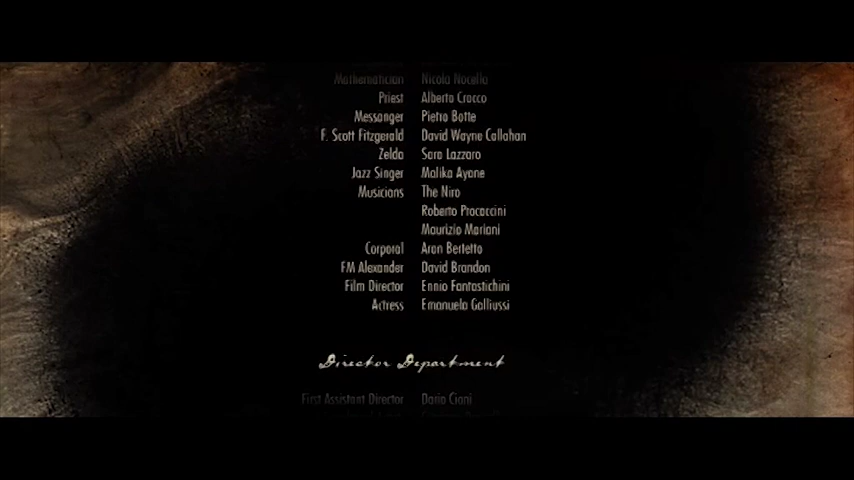 Mathematician Nicola Nocella
Priest Alberto Cracco
Messanger Pietro Botte
F. Scott Fitzgerald David Wayne Callahan
Zelda Sara Lazzaro
Jazz Singer Malika Ayane
Musicians The Niro
Roberto Procaccini
Maurizio Mariani
Corporal Aron Bertetto
FM Alexander David Brandon
Film Director Ennio Fantastichini
Actress Emanuela Galliussi
Director Department
First Assistant Director Dario Cioni